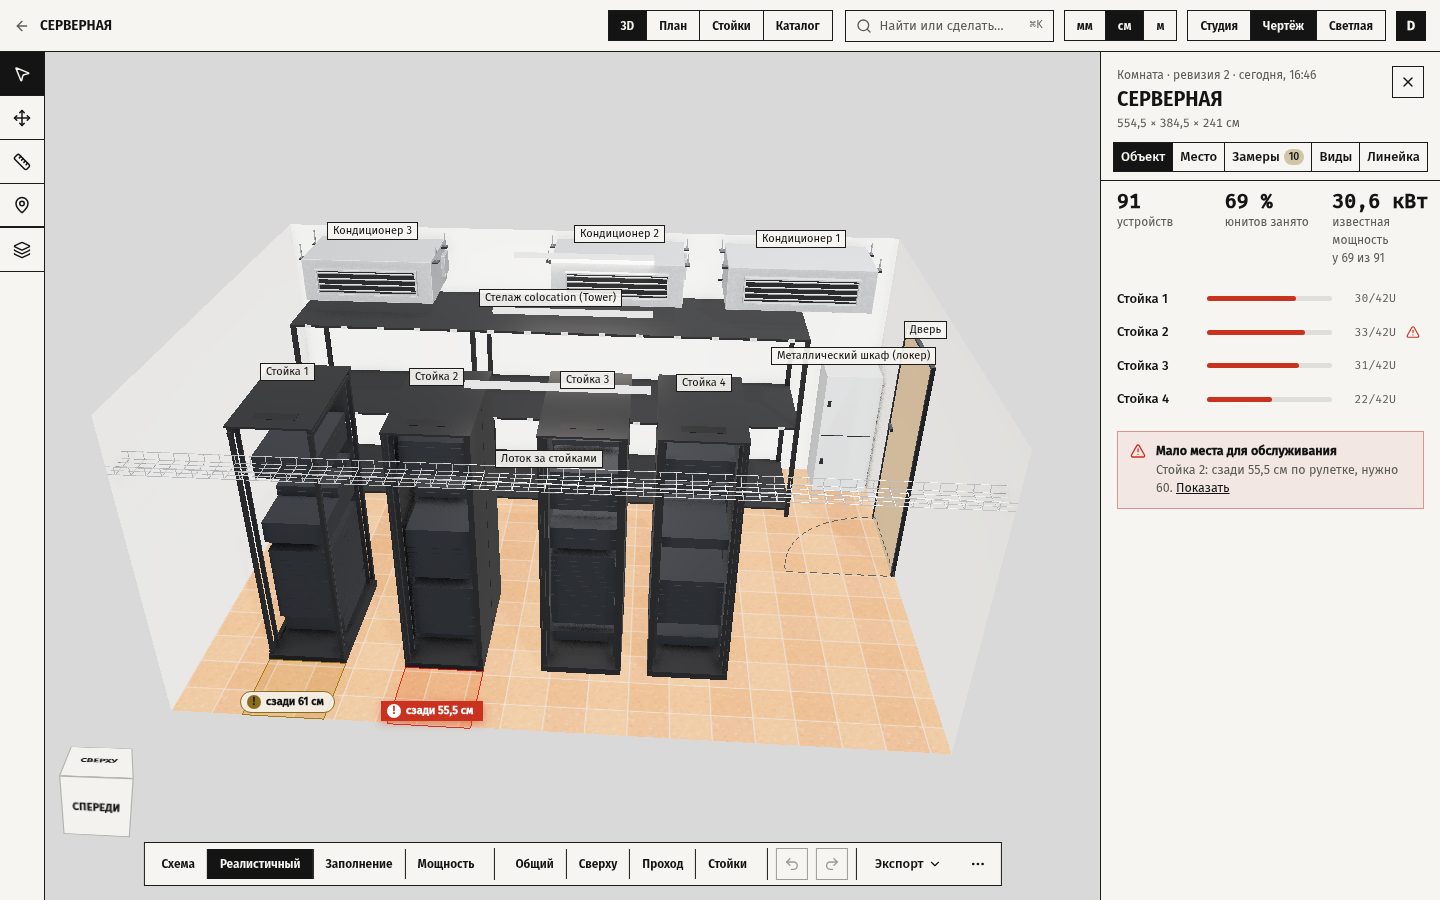 СЕРВЕРНАЯ
3D План Стойки Каталог
Найти или сделать... ⌘K
мм см м
Студия Чертёж Светлая
D
Комната · ревизия 2 · сегодня, 16:46
СЕРВЕРНАЯ
554,5 × 384,5 × 241 см
Объект Место Замеры 10 Виды Линейка
91
устройств
69 %
юнитов занято
30,6 кВт
известная
мощность
у 69 из 91
Стойка 1 30/42U
Стойка 2 33/42U
Стойка 3 31/42U
Стойка 4 22/42U
Мало места для обслуживания
Стойка 2: сзади 55,5 см по рулетке, нужно
60. Показать
Кондиционер 3
Кондиционер 2
Кондиционер 1
Стелаж colocation (Tower)
Дверь
Металлический шкаф (локер)
Стойка 1
Стойка 2
Стойка 3
Стойка 4
Лоток за стойками
! сзади 61 см
! сзади 55,5 см
СВЕРХУ
СПЕРЕДИ
Схема Реалистичный Заполнение Мощность Общий Сверху Проход Стойки Экспорт